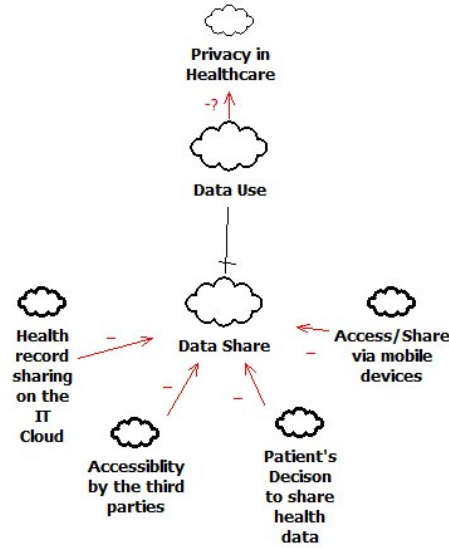 Privacy in
Healthcare
-?
Data Use
Data Share
Health
record
sharing
on the
IT
Cloud
–
Access/Share
via mobile
devices
–
Accessiblity
by the third
parties
–
Patient's
Decison
to share
health
data
–